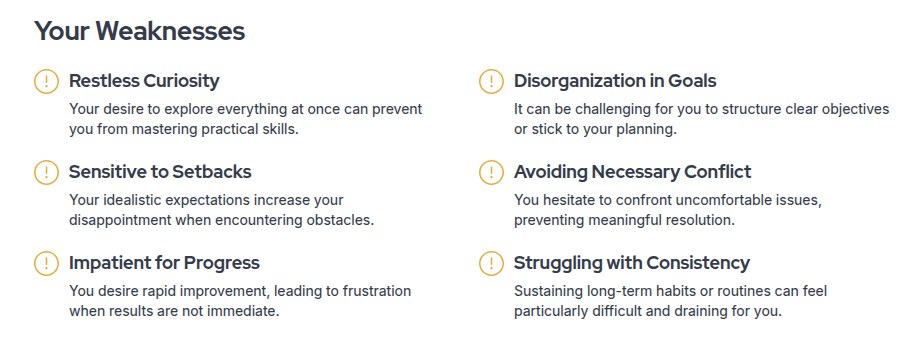 Your Weaknesses
Restless Curiosity
Your desire to explore everything at once can prevent
you from mastering practical skills.
Disorganization in Goals
It can be challenging for you to structure clear objectives
or stick to your planning.
Sensitive to Setbacks
Your idealistic expectations increase your
disappointment when encountering obstacles.
Avoiding Necessary Conflict
You hesitate to confront uncomfortable issues,
preventing meaningful resolution.
Impatient for Progress
You desire rapid improvement, leading to frustration
when results are not immediate.
Struggling with Consistency
Sustaining long-term habits or routines can feel
particularly difficult and draining for you.